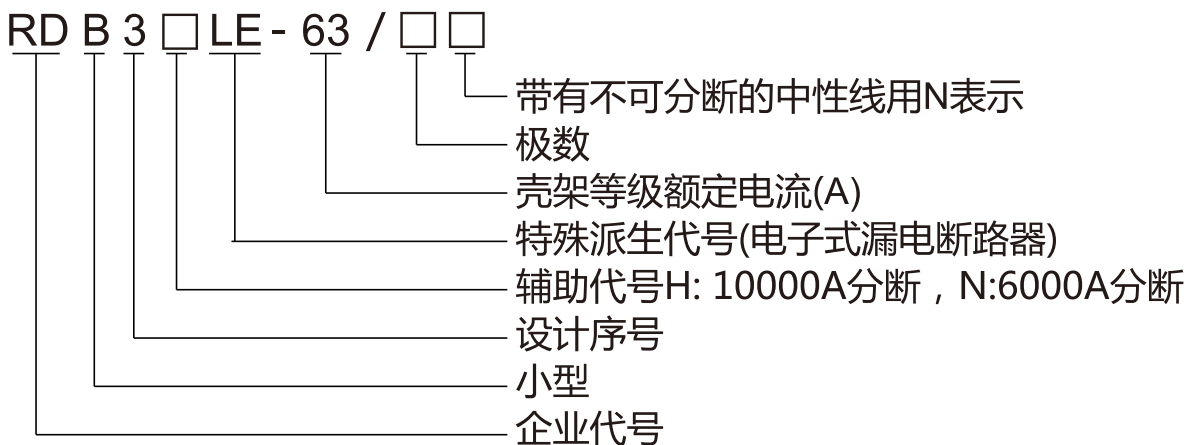 RD B 3 □ LE - 63 / □ □
带有不可分断的中性线用N表示
极数
壳架等级额定电流(A)
特殊派生代号(电子式漏电断路器)
辅助代号H: 10000A分断，N:6000A分断
设计序号
小型
企业代号